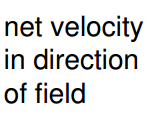 net velocity
in direction
of field